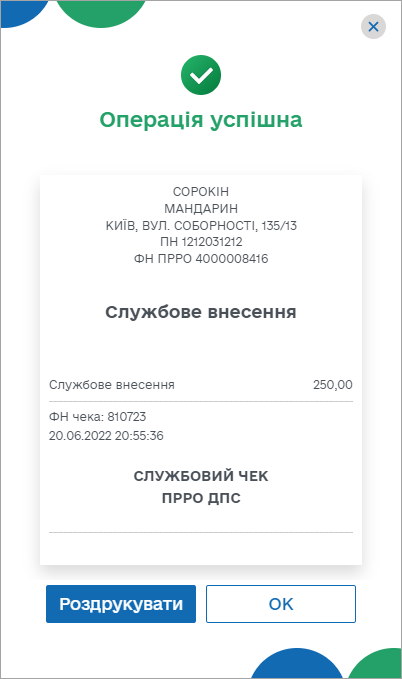 Операція успішна
СОРОКІН
МАНДАРИН
КИЇВ, ВУЛ. СОБОРНОСТІ, 135/13
ПН 1212031212
ФН ПРРО 4000008416
Службове внесення
Службове внесення 250,00
ФН чека: 810723
20.06.2022 20:55:36
СЛУЖБОВИЙ ЧЕК
ПРРО ДПС
Роздрукувати OK